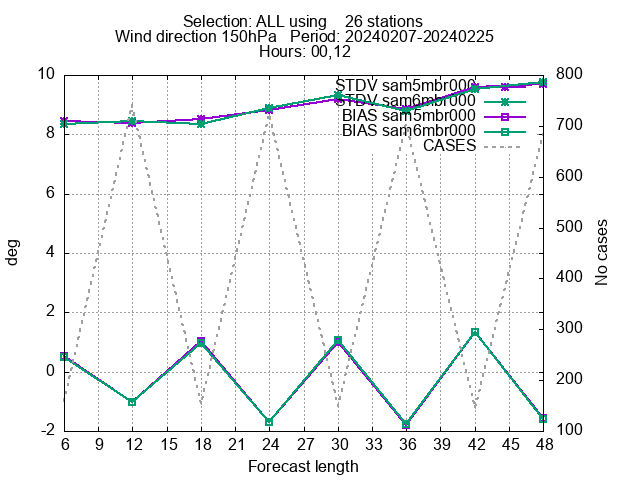 Selection: ALL using    26 stations
Wind direction 150hPa   Period: 20240207-20240225
Hours: 00,12
10
8
6
4
2
0
-2
deg
800
700
600
500
400
300
200
100
No cases
STDV sam5mbr000
STDV sam6mbr000
BIAS sam5mbr000
BIAS sam6mbr000
CASES
6 9 12 15 18 21 24 27 30 33 36 39 42 45 48
Forecast length